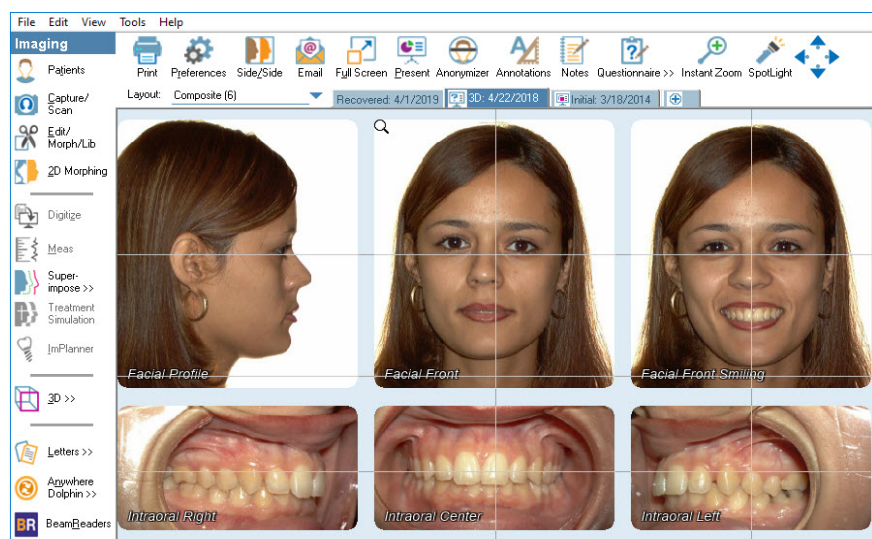 File Edit View Tools Help
Imaging
Patients
Capture/
Scan
Edit/
Morph/Lib
2D Morphing
Digitize
Meas
Super-
impose >>
Treatment
Simulation
ImPlanner
3D >>
Letters >>
Anywhere
Dolphin >>
BR BeamReaders
Print Preferences Side/Side Email Full Screen Present Anonymizer Annotations Notes Questionnaire >> Instant Zoom SpotLight
Layout: Composite (6) Recovered: 4/1/2019 3D: 4/22/2018 Initial: 3/18/2014
Facial Profile Facial Front Facial Front Smiling
Intraoral Right Intraoral Center Intraoral Left